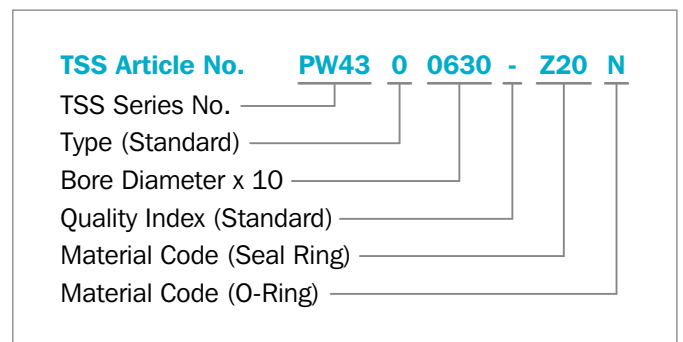 TSS Article No. PW43 0 0630 - Z20 N
TSS Series No.
Type (Standard)
Bore Diameter x 10
Quality Index (Standard)
Material Code (Seal Ring)
Material Code (O-Ring)